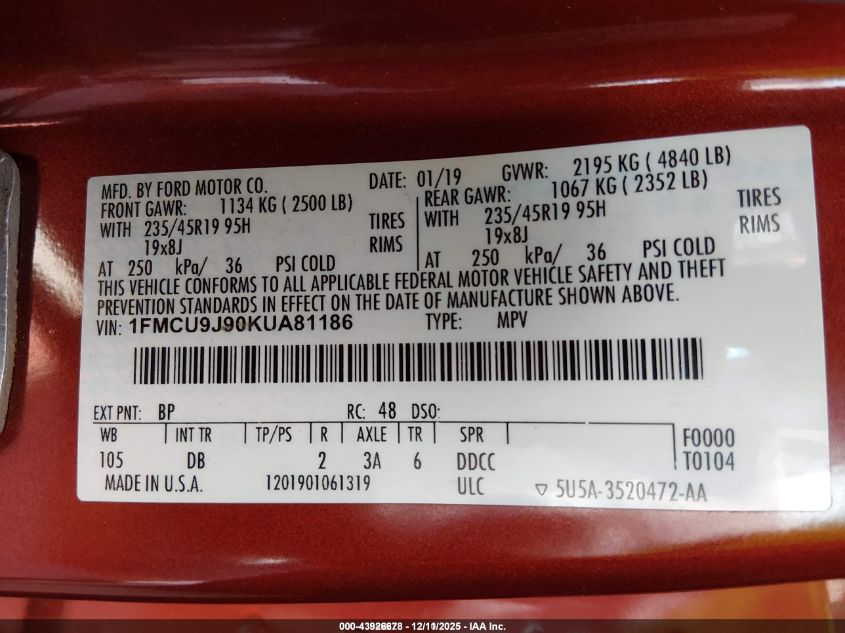 MFD. BY FORD MOTOR CO. DATE: 01/19 GVWR: 2195 KG ( 4840 LB)
FRONT GAWR: 1134 KG ( 2500 LB) REAR GAWR: 1067 KG ( 2352 LB)
WITH 235/45R19 95H TIRES WITH 235/45R19 95H TIRES
19x8J RIMS 19x8J RIMS
AT 250 kPa/ 36 PSI COLD AT 250 kPa/ 36 PSI COLD
THIS VEHICLE CONFORMS TO ALL APPLICABLE FEDERAL MOTOR VEHICLE SAFETY AND THEFT
PREVENTION STANDARDS IN EFFECT ON THE DATE OF MANUFACTURE SHOWN ABOVE.
VIN: 1FMCU9J90KUA81186 TYPE: MPV
EXT PNT: BP RC: 48 DSO:
WB INT TR TP/PS R AXLE TR SPR F0000
105 DB 2 3A 6 DDCC T0104
MADE IN U.S.A. 1201901061319 ULC ▽ 5U5A-3520472-AA
000-43926678 - 12/11/2025 - IAA Inc.